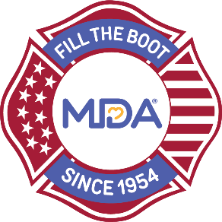 FILL THE BOOT
MDA®
SINCE 1954